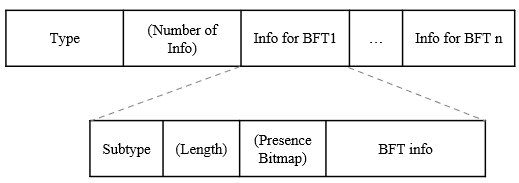 Type
(Number of
Info)
Info for BFT1
...
Info for BFT n
Subtype
(Length)
(Presence
Bitmap)
BFT info